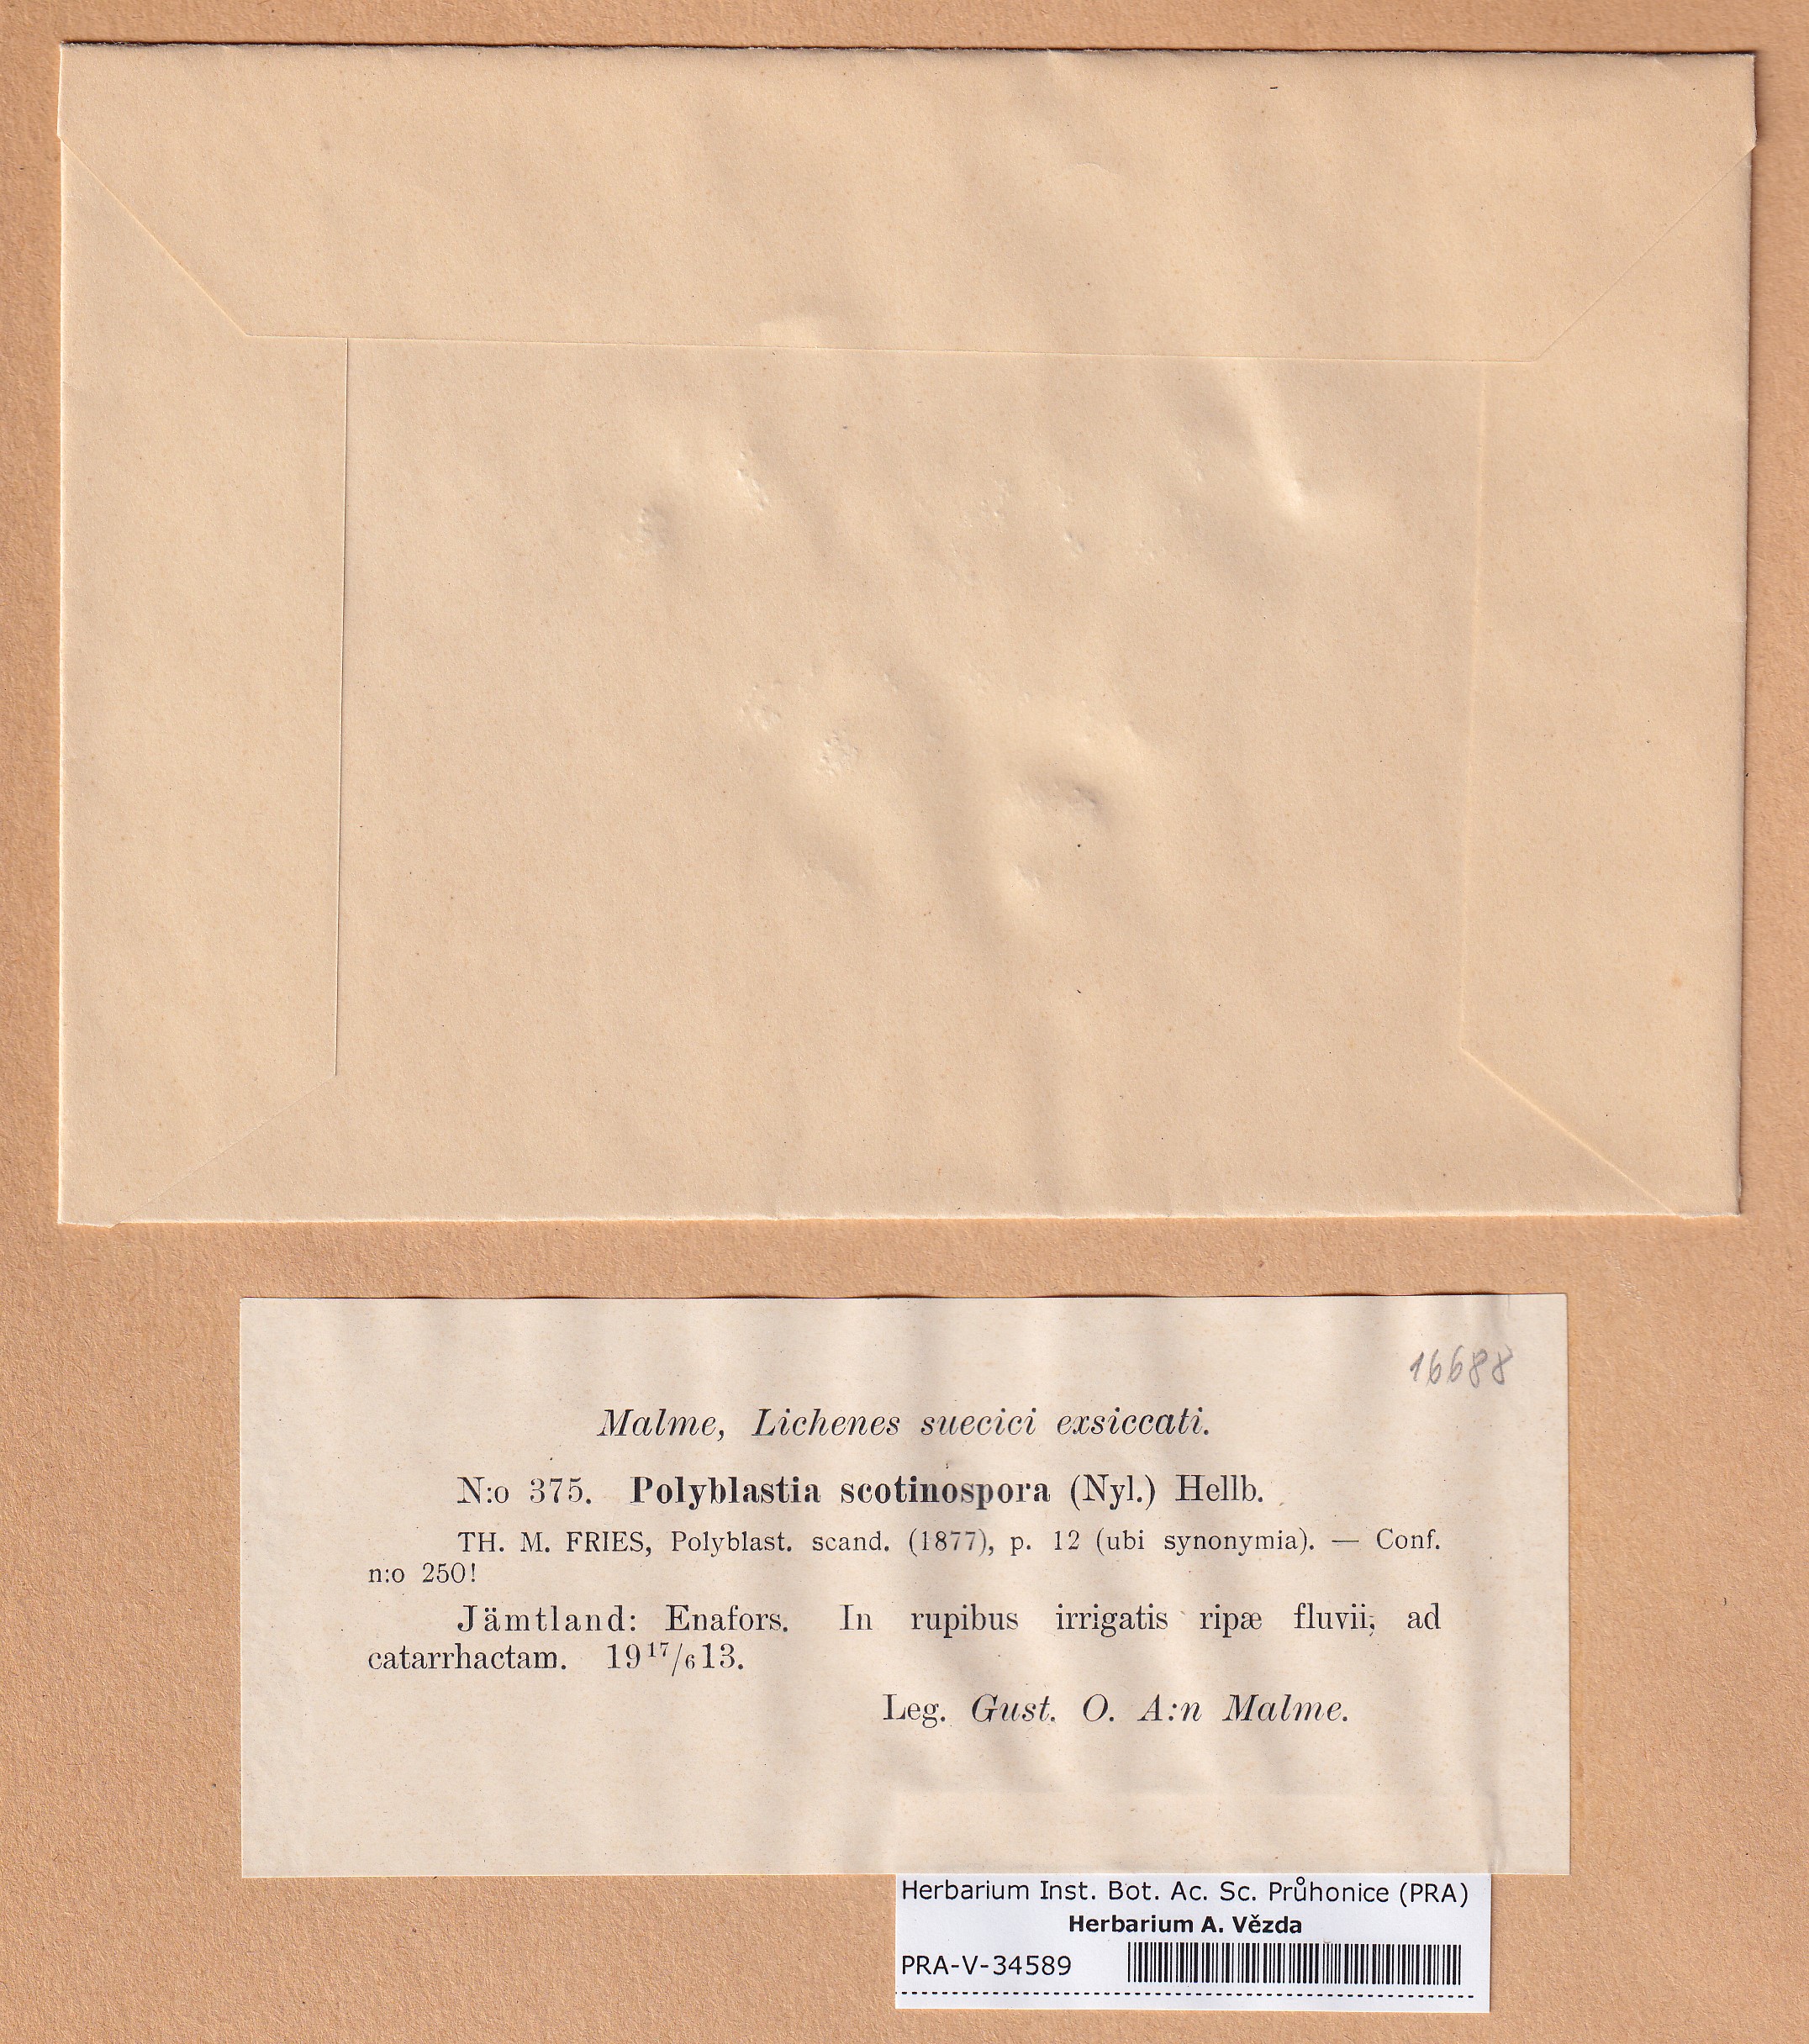 16688
Malme, Lichenes suecici exsiccati.
N:o 375. Polyblastia scotinospora (Nyl.) Hellb.
TH. M. FRIES, Polyblast. scand. (1877), p. 12 (ubi synonymia). — Conf.
n:o 250!
Jämtland: Enafors. In rupibus irrigatis ripæ fluvii, ad
catarrhactam. 19 17/6 13.
Leg. Gust. O. A:n Malme.
Herbarium Inst. Bot. Ac. Sc. Průhonice (PRA)
Herbarium A. Vězda
PRA-V-34589